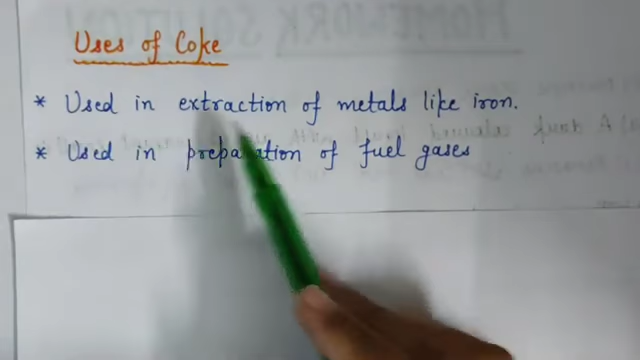 Uses of Coke
* Used in extraction of metals like iron.
* Used in preparation of fuel gases